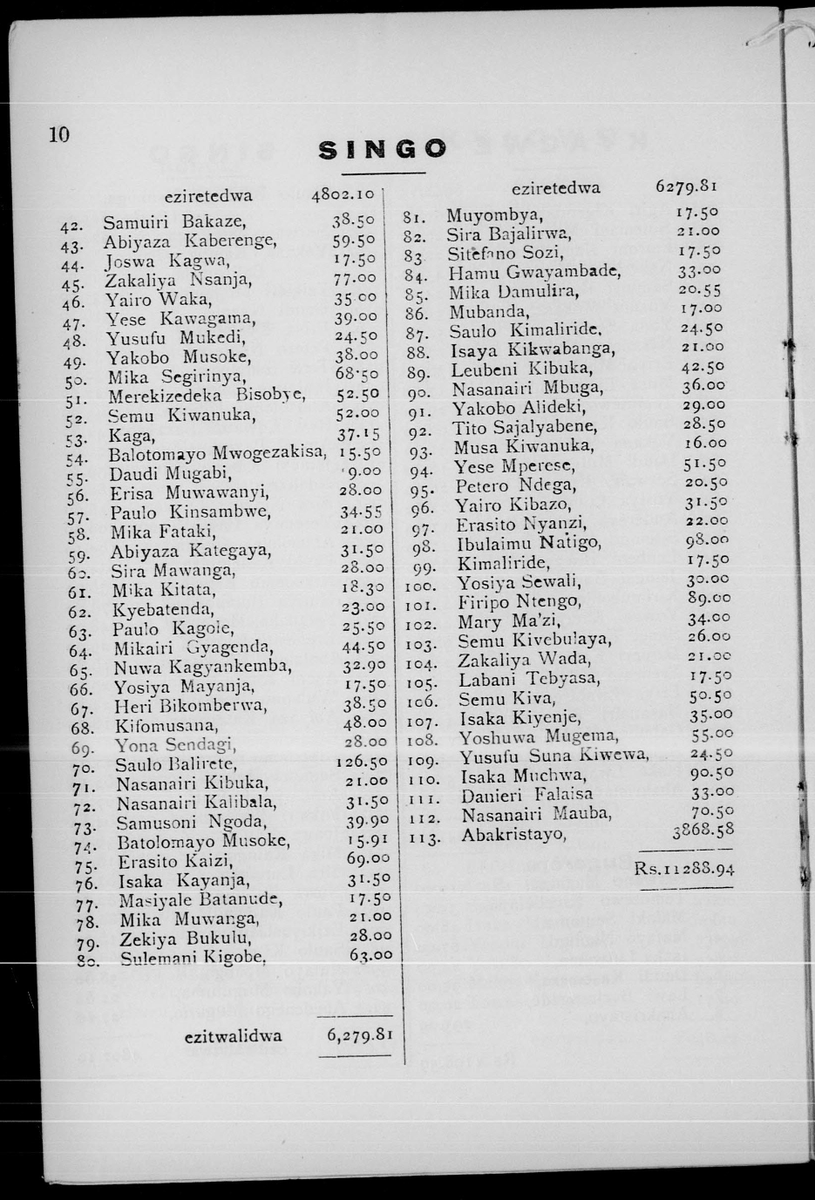 10
SINGO
eziretedwa 4802.10
42. Samuiri Bakaze, 38.50
43. Abiyaza Kaberenge, 59.50
44. Joswa Kagwa, 17.50
45. Zakaliya Nsanja, 77.00
46. Yairo Waka, 35 00
47. Yese Kawagama, 39.00
48. Yusufu Mukedi, 24.50
49. Yakobo Musoke, 38.00
50. Mika Segirinya, 68.50
51. Merekizedeka Bisobye, 52.50
52. Semu Kiwanuka, 52.00
53. Kaga, 37.15
54. Balotomayo Mwogezakisa, 15.50
55. Daudi Mugabi, 9.00
56. Erisa Muwawanyi, 28.00
57. Paulo Kinsambwe, 34.55
58. Mika Fataki, 21.00
59. Abiyaza Kategaya, 31.50
60. Sira Mawanga, 28.00
61. Mika Kitata, 18.30
62. Kyebatenda, 23.00
63. Paulo Kagole, 25.50
64. Mikairi Gyagenda, 44.50
65. Nuwa Kagyankemba, 32.90
66. Yosiya Mayanja, 17.50
67. Heri Bikomberwa, 38.50
68. Kifomusana, 48.00
69. Yona Sendagi, 28.00
70. Saulo Balirete, 126.50
71. Nasanairi Kibuka, 21.00
72. Nasanairi Kalibala, 31.50
73. Samusoni Ngoda, 39.90
74. Batolomayo Musoke, 15.91
75. Erasito Kaizi, 69.00
76. Isaka Kayanja, 31.50
77. Masiyale Batanude, 17.50
78. Mika Muwanga, 21.00
79. Zekiya Bukulu, 28.00
80. Sulemani Kigobe, 63.00
ezitwalidwa 6,279.81
eziretedwa 6279.81
81. Muyombya, 17.50
82. Sira Bajalirwa, 21.00
83 Sitefano Sozi, 17.50
84. Hamu Gwayambade, 33.00
85. Mika Damulira, 20.55
86. Mubanda, 17.00
87. Saulo Kimaliride, 24.50
88. Isaya Kikwabanga, 21.00
89. Leubeni Kibuka, 42.50
90. Nasanairi Mbuga, 36.00
91. Yakobo Alideki, 29.00
92. Tito Sajalyabene, 28.50
93. Musa Kiwanuka, 16.00
94. Yese Mperese, 51.50
95. Petero Ndega, 20.50
96. Yairo Kibazo, 31.50
97. Erasito Nyanzi, 22.00
98. Ibulaimu Natigo, 98.00
99. Kimaliride, 17.50
100. Yosiya Sewali, 30.00
101. Firipo Ntengo, 89.00
102. Mary Ma'zi, 34.00
103. Semu Kivebulaya, 26.00
104. Zakaliya Wada, 21.00
105. Labani Tebyasa, 17.50
106. Semu Kiva, 50.50
107. Isaka Kiyenje, 35.00
108. Yoshuwa Mugema, 55.00
109. Yusufu Suna Kiwewa, 24.50
110. Isaka Muchwa, 90.50
111. Danieri Falaisa 33.00
112. Nasanairi Mauba, 70.50
113. Abakristayo, 3868.58
Rs.11288.94